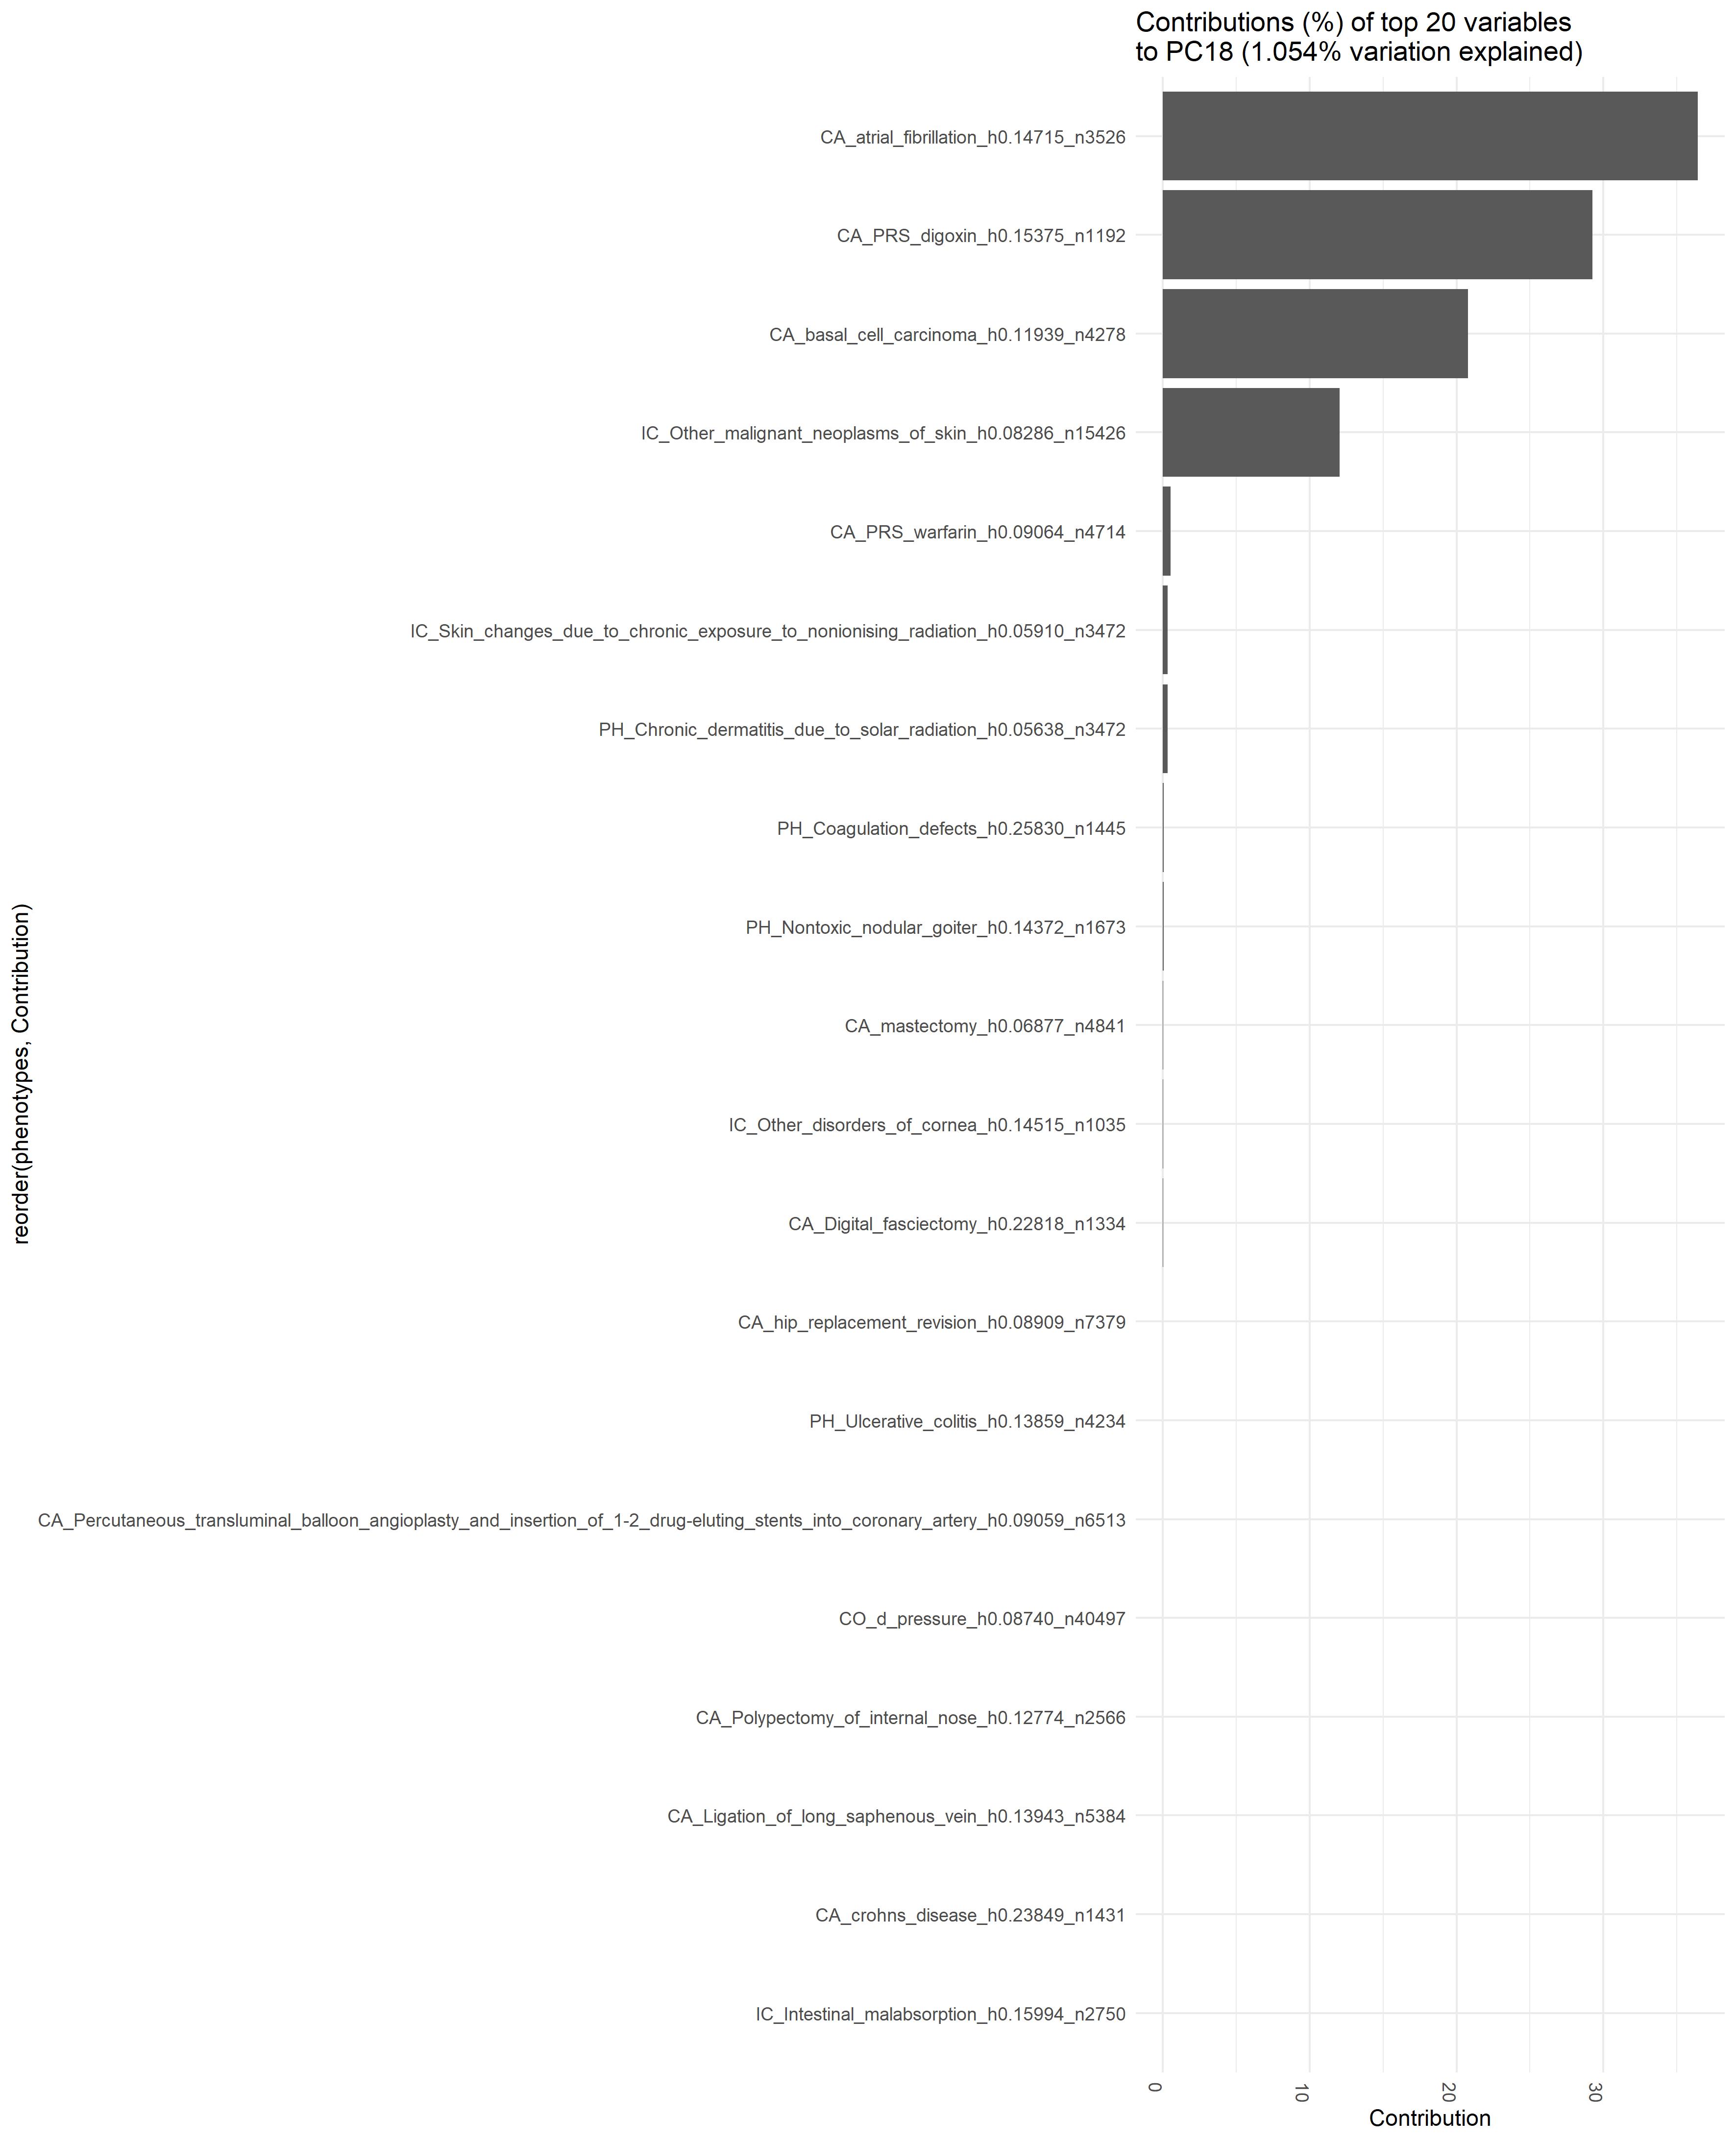 Contributions (%) of top 20 variables
to PC18 (1.054% variation explained)
CA_atrial_fibrillation_h0.14715_n3526
CA_PRS_digoxin_h0.15375_n1192
CA_basal_cell_carcinoma_h0.11939_n4278
IC_Other_malignant_neoplasms_of_skin_h0.08286_n15426
CA_PRS_warfarin_h0.09064_n4714
IC_Skin_changes_due_to_chronic_exposure_to_nonionising_radiation_h0.05910_n3472
PH_Chronic_dermatitis_due_to_solar_radiation_h0.05638_n3472
PH_Coagulation_defects_h0.25830_n1445
PH_Nontoxic_nodular_goiter_h0.14372_n1673
CA_mastectomy_h0.06877_n4841
IC_Other_disorders_of_cornea_h0.14515_n1035
CA_Digital_fasciectomy_h0.22818_n1334
CA_hip_replacement_revision_h0.08909_n7379
PH_Ulcerative_colitis_h0.13859_n4234
CA_Percutaneous_transluminal_balloon_angioplasty_and_insertion_of_1-2_drug-eluting_stents_into_coronary_artery_h0.09059_n6513
CO_d_pressure_h0.08740_n40497
CA_Polypectomy_of_internal_nose_h0.12774_n2566
CA_Ligation_of_long_saphenous_vein_h0.13943_n5384
CA_crohns_disease_h0.23849_n1431
IC_Intestinal_malabsorption_h0.15994_n2750
reorder(phenotypes, Contribution)
0
10
20
30
Contribution